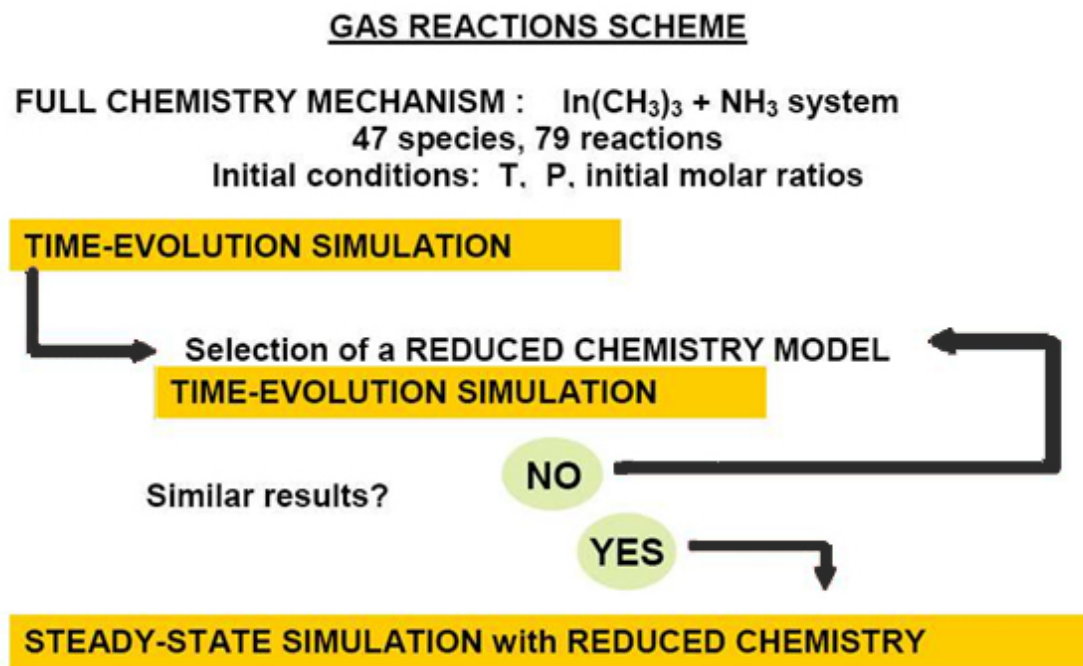 GAS REACTIONS SCHEME
FULL CHEMISTRY MECHANISM : In(CH₃)₃ + NH₃ system
47 species, 79 reactions
Initial conditions: T, P, initial molar ratios
TIME-EVOLUTION SIMULATION
Selection of a REDUCED CHEMISTRY MODEL
TIME-EVOLUTION SIMULATION
NO
Similar results?
YES
STEADY-STATE SIMULATION with REDUCED CHEMISTRY